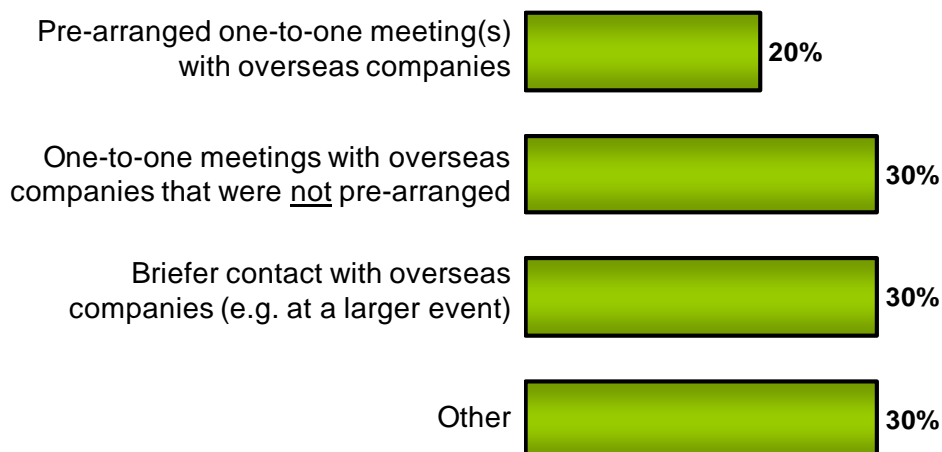 Pre-arranged one-to-one meeting(s)
with overseas companies
20%
One-to-one meetings with overseas
companies that were not pre-arranged
30%
Briefer contact with overseas
companies (e.g. at a larger event)
30%
Other
30%